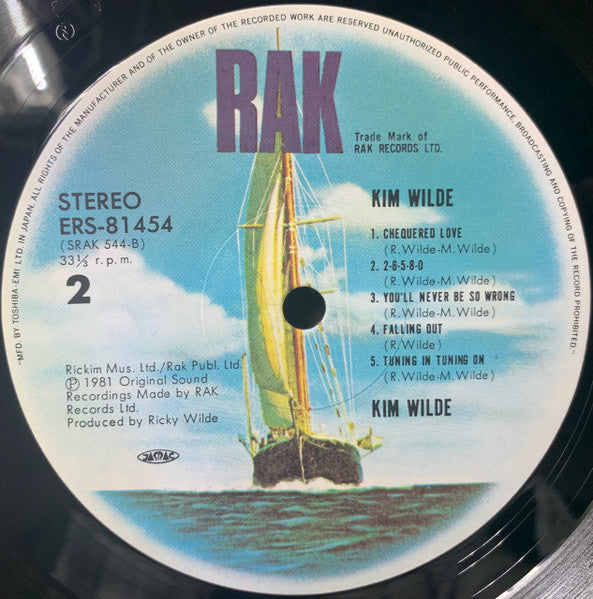 "MFD. BY TOSHIBA-EMI LTD. IN JAPAN. ALL RIGHTS OF THE MANUFACTURER AND OF THE OWNER OF THE RECORDED WORK ARE RESERVED UNAUTHORIZED PUBLIC PERFORMANCE, BROADCASTING AND COPYING OF THE RECORD PROHIBITED."
RAK
Trade Mark of
RAK RECORDS LTD.
STEREO
ERS-81454
(SRAK 544-B)
33⅓ r.p.m.
2
KIM WILDE
1. CHEQUERED LOVE
(R.Wilde-M.Wilde)
2. 2-6-5-8-0
(R.Wilde-M.Wilde)
3. YOU'LL NEVER BE SO WRONG
(R.Wilde-M.Wilde)
4. FALLING OUT
(R.Wilde)
5. TUNING IN TUNING ON
(R.Wilde-M.Wilde)
KIM WILDE
Rickim Mus. Ltd./Rak Publ. Ltd.
Ⓟ 1981 Original Sound
Recordings Made by RAK
Records Ltd.
Produced by Ricky Wilde
JASRAC